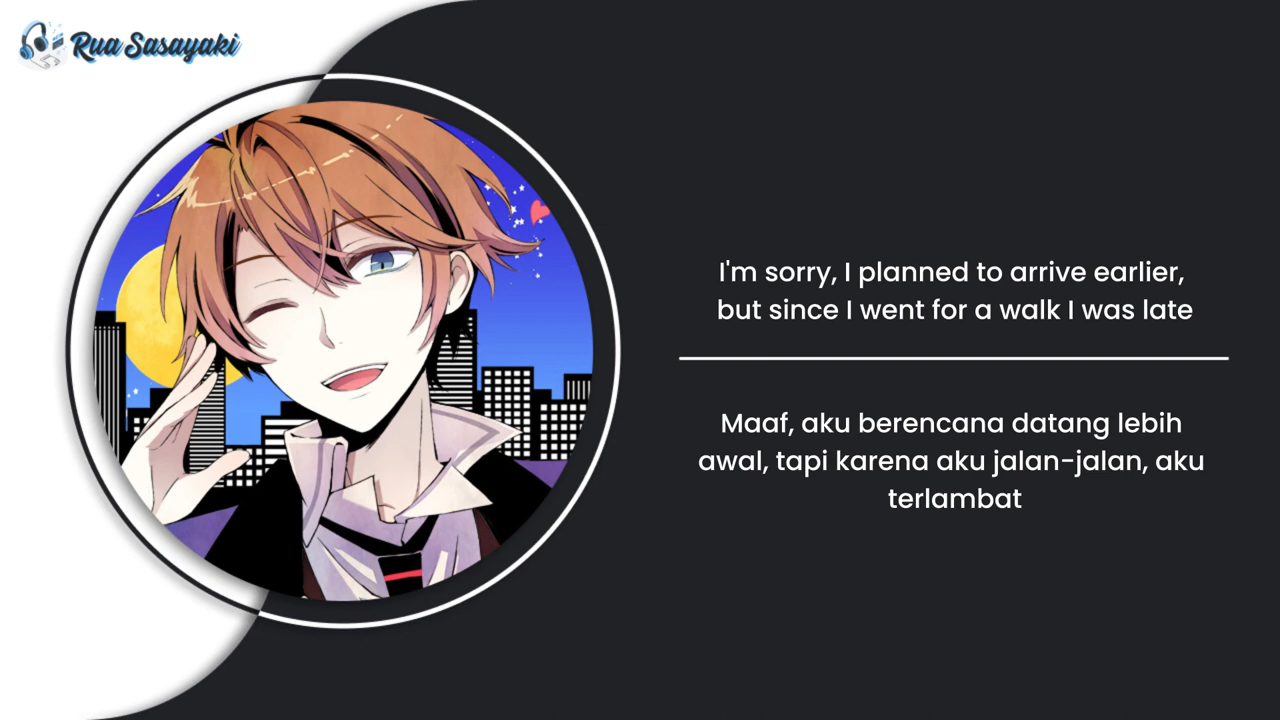 Rua Sasayaki
I'm sorry, I planned to arrive earlier,
but since I went for a walk I was late
Maaf, aku berencana datang lebih
awal, tapi karena aku jalan-jalan, aku
terlambat